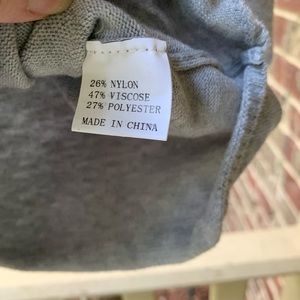 26% NYLON
47% VISCOSE
27% POLYESTER
MADE IN CHINA